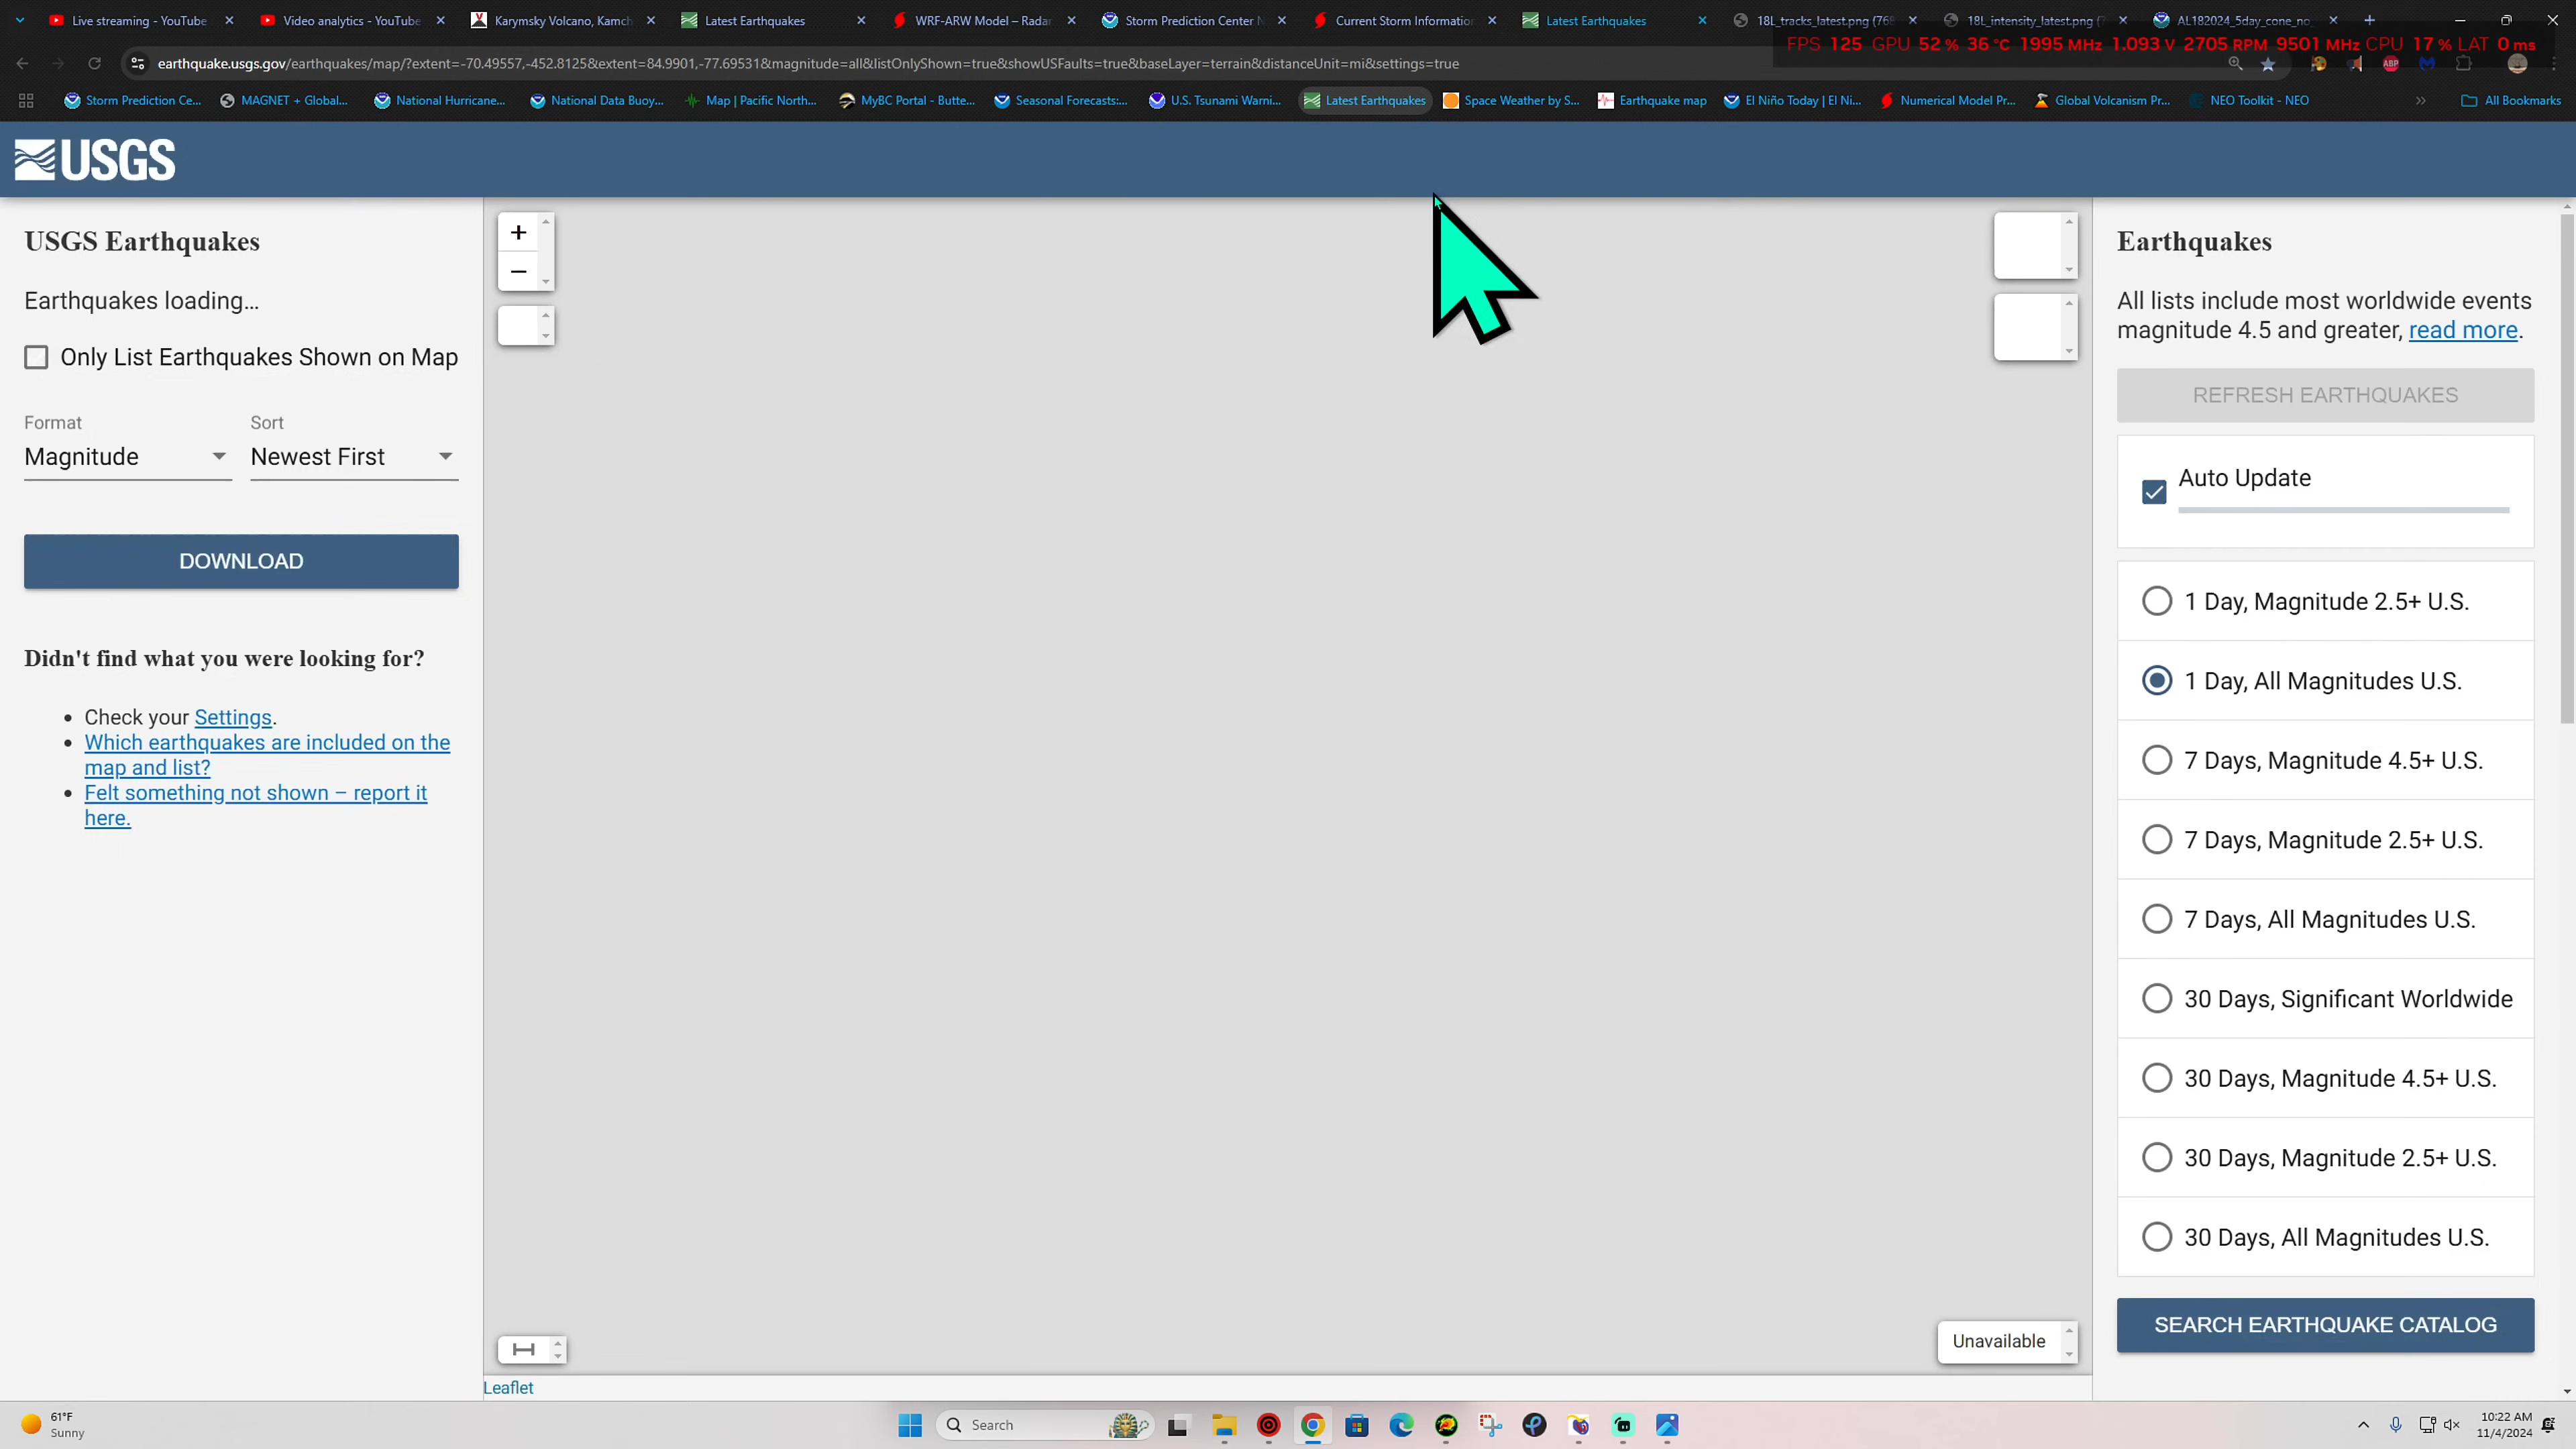 Live streaming - YouTube
Video analytics - YouTube
Karymsky Volcano, Kamch
Latest Earthquakes
WRF-ARW Model – Radar
Storm Prediction Center N
Current Storm Information
Latest Earthquakes
18L_tracks_latest.png (768
18L_intensity_latest.png (7
AL182024_5day_cone_no_
FPS 125 GPU 52 % 36 °C 1995 MHz 1.093 V 2705 RPM 9501 MHz CPU 17 % LAT 0 ms
earthquake.usgs.gov/earthquakes/map/?extent=-70.49557,-452.8125&extent=84.9901,-77.69531&magnitude=all&listOnlyShown=true&showUSFaults=true&baseLayer=terrain&distanceUnit=mi&settings=true
ABP
Storm Prediction Ce...
MAGNET + Global...
National Hurricane...
National Data Buoy...
Map | Pacific North...
MyBC Portal - Butte...
Seasonal Forecasts:...
U.S. Tsunami Warni...
Latest Earthquakes
Space Weather by S...
Earthquake map
El Niño Today | El Ni...
Numerical Model Pr...
Global Volcanism Pr...
NEO Toolkit - NEO
All Bookmarks
USGS
USGS Earthquakes
Earthquakes loading...
Only List Earthquakes Shown on Map
Format
Sort
Magnitude
Newest First
DOWNLOAD
Didn't find what you were looking for?
Check your Settings.
Which earthquakes are included on the
map and list?
Felt something not shown – report it
here.
+
−
Unavailable
Leaflet
Earthquakes
All lists include most worldwide events
magnitude 4.5 and greater, read more.
REFRESH EARTHQUAKES
Auto Update
1 Day, Magnitude 2.5+ U.S.
1 Day, All Magnitudes U.S.
7 Days, Magnitude 4.5+ U.S.
7 Days, Magnitude 2.5+ U.S.
7 Days, All Magnitudes U.S.
30 Days, Significant Worldwide
30 Days, Magnitude 4.5+ U.S.
30 Days, Magnitude 2.5+ U.S.
30 Days, All Magnitudes U.S.
SEARCH EARTHQUAKE CATALOG
61°F
Sunny
Search
10:22 AM
11/4/2024